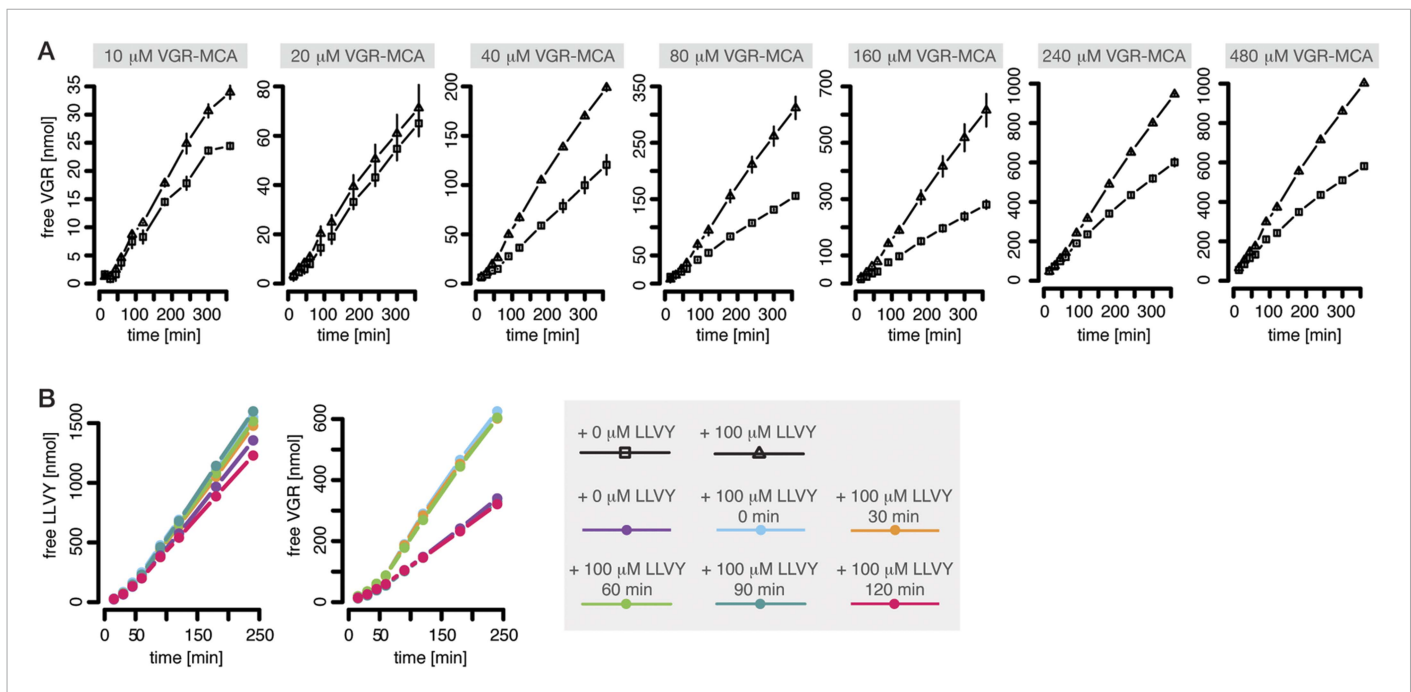 A
10 μM VGR-MCA
20 μM VGR-MCA
40 μM VGR-MCA
80 μM VGR-MCA
160 μM VGR-MCA
240 μM VGR-MCA
480 μM VGR-MCA
free VGR [nmol]
0 5 10 15 20 25 30 35
0 20 40 60 80
0 50 100 150 200
0 50 150 250 350
0 100 300 500 700
0 200 400 600 800 1000
0 200 400 600 800 1000
0 100 200 300
0 100 200 300
0 100 200 300
0 100 200 300
0 100 200 300
0 100 200 300
0 100 200 300
time [min]
time [min]
time [min]
time [min]
time [min]
time [min]
time [min]
B
free LLVY [nmol]
0 500 1000 1500
0 50 150 250
time [min]
free VGR [nmol]
0 200 400 600
0 50 150 250
time [min]
+ 0 μM LLVY
+ 100 μM LLVY
+ 0 μM LLVY
+ 100 μM LLVY
0 min
+ 100 μM LLVY
30 min
+ 100 μM LLVY
60 min
+ 100 μM LLVY
90 min
+ 100 μM LLVY
120 min